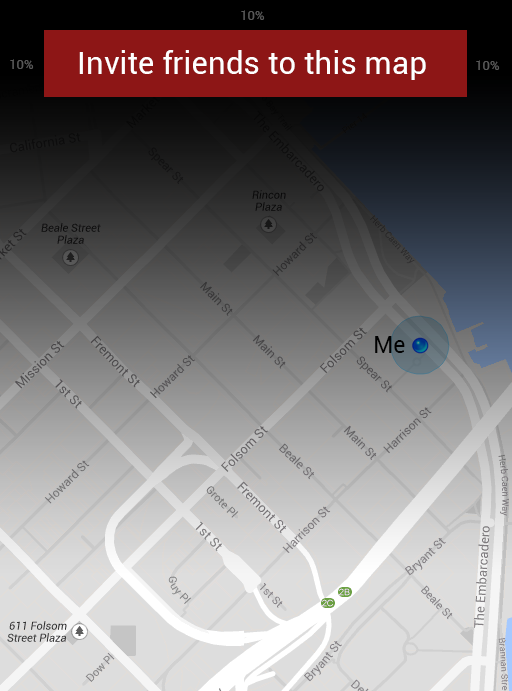 10%
10%
Invite friends to this map
10%
California St
Spear St
The Embarcadero
Rincon
Plaza
Herb Caen Way
Beale Street
Plaza
Howard St
ket St
Main St
Me
Mission St
Fremont St
Main St
Folsom St
1st St
Howard St
Spear St
Main St
Harrison St
Folsom St
Beale St
Howard St
Herb Caen Way
Grote Pl
Fremont St
1st St
Harrison St
The Embarcadero
Bryant St
Guy Pl
1st St
2B
2C
Beale St
611 Folsom
Street Plaza
Dow Pl
Bryant St
Brannan Stre